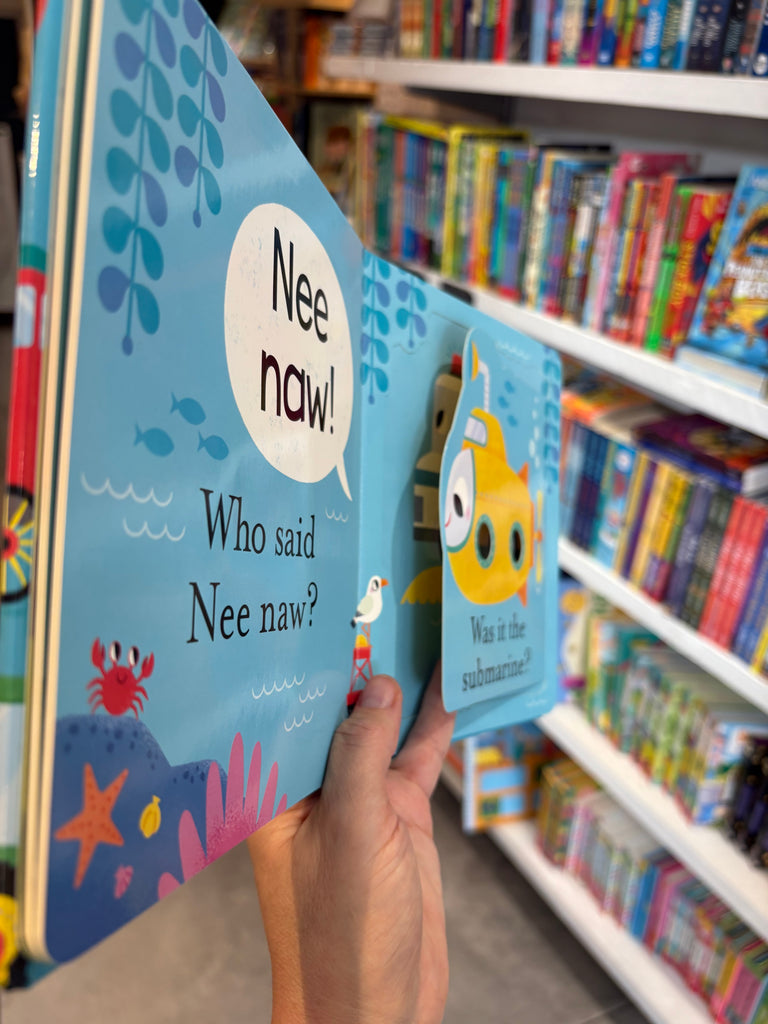 Nee
naw!
Who said
Nee naw?
Was it the
submarine?